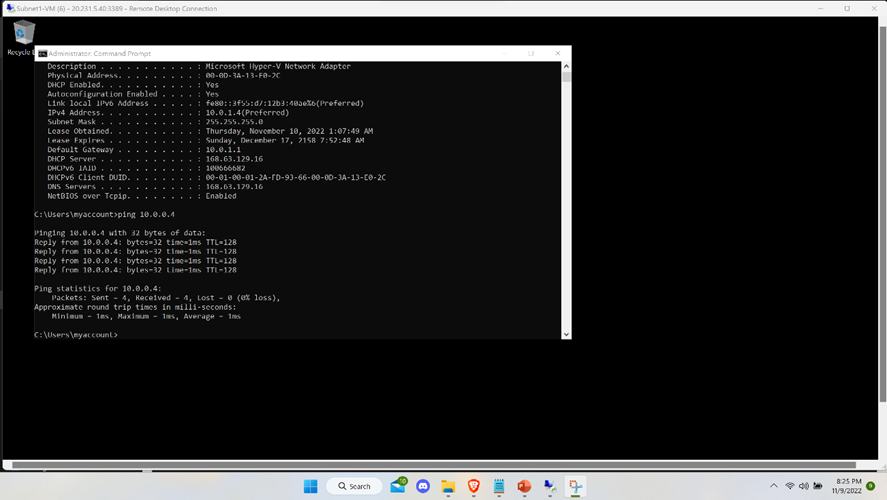 Subnet1-VM (6) - 20.231.5.40:3389 - Remote Desktop Connection
Recycle
Administrator: Command Prompt
Description . . . . . . . . . . . : Microsoft Hyper-V Network Adapter
Physical Address. . . . . . . . . : 00-0D-3A-13-E0-2C
DHCP Enabled. . . . . . . . . . . : Yes
Autoconfiguration Enabled . . . . : Yes
Link-local IPv6 Address . . . . . : fe80::3f55:d7:12b3:40ae%6(Preferred)
IPv4 Address. . . . . . . . . . . : 10.0.1.4(Preferred)
Subnet Mask . . . . . . . . . . . : 255.255.255.0
Lease Obtained. . . . . . . . . . : Thursday, November 10, 2022 1:07:49 AM
Lease Expires . . . . . . . . . . : Sunday, December 17, 2158 7:52:48 AM
Default Gateway . . . . . . . . . : 10.0.1.1
DHCP Server . . . . . . . . . . . : 168.63.129.16
DHCPv6 IAID . . . . . . . . . . . : 100666682
DHCPv6 Client DUID. . . . . . . . : 00-01-00-01-2A-FD-93-66-00-0D-3A-13-E0-2C
DNS Servers . . . . . . . . . . . : 168.63.129.16
NetBIOS over Tcpip. . . . . . . . : Enabled
C:\Users\myaccount>ping 10.0.0.4
Pinging 10.0.0.4 with 32 bytes of data:
Reply from 10.0.0.4: bytes=32 time=1ms TTL=128
Reply from 10.0.0.4: bytes=32 time=1ms TTL=128
Reply from 10.0.0.4: bytes=32 time=1ms TTL=128
Reply from 10.0.0.4: bytes=32 time=1ms TTL=128
Ping statistics for 10.0.0.4:
Packets: Sent = 4, Received = 4, Lost = 0 (0% loss),
Approximate round trip times in milli-seconds:
Minimum = 1ms, Maximum = 1ms, Average = 1ms
C:\Users\myaccount>
Search
10
8:25 PM
11/9/2022
9